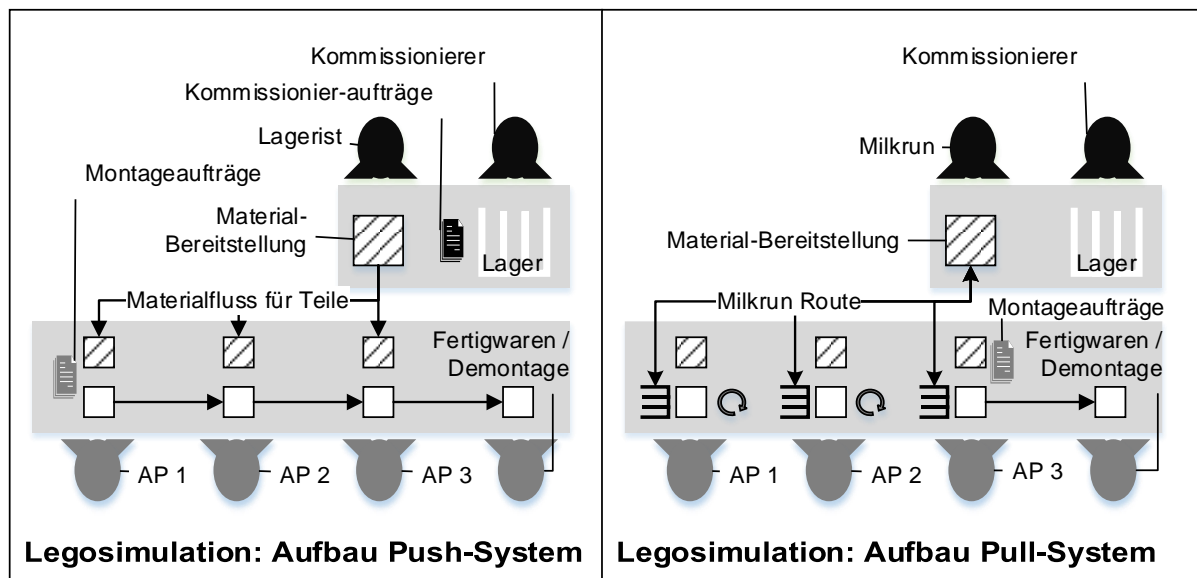 Kommissionierer
Kommissionier-aufträge
Lagerist
Montageaufträge
Material-
Bereitstellung
Lager
Materialfluss für Teile
Fertigwaren /
Demontage
AP 1
AP 2
AP 3
Legosimulation: Aufbau Push-System
Kommissionierer
Milkrun
Material-Bereitstellung
Lager
Milkrun Route
Montageaufträge
Fertigwaren /
Demontage
AP 1
AP 2
AP 3
Legosimulation: Aufbau Pull-System